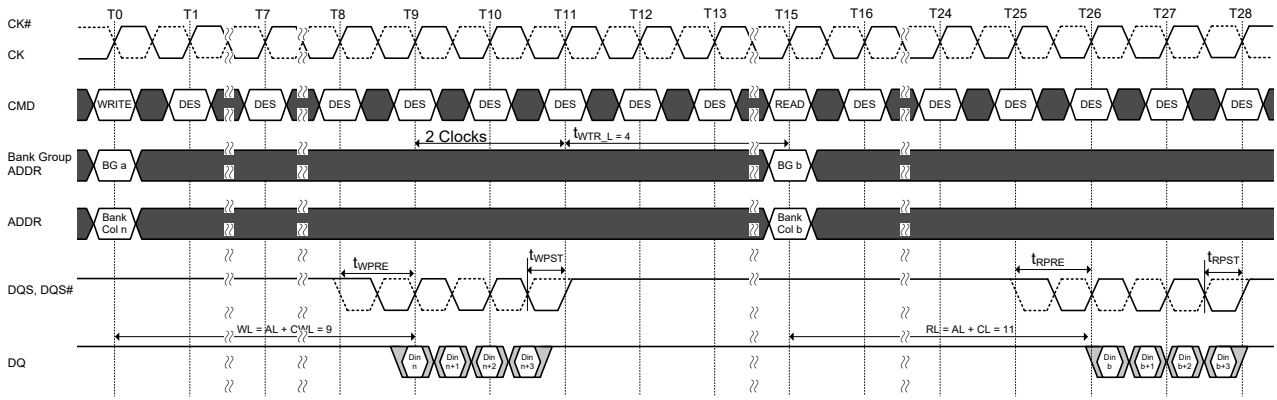 T0 T1 T7 T8 T9 T10 T11 T12 T13 T15 T16 T24 T25 T26 T27 T28
CK#
CK
CMD WRITE DES DES DES DES DES DES DES DES READ DES DES DES DES DES DES
2 Clocks tWTR_L = 4
Bank Group
ADDR
BG a BG b
ADDR
Bank
Col n
Bank
Col b
tWPRE tWPST tRPRE tRPST
DQS, DQS#
WL = AL + CWL = 9 RL = AL + CL = 11
DQ
Din
n
Din
n+1
Din
n+2
Din
n+3
Din
b
Din
b+1
Din
b+2
Din
b+3